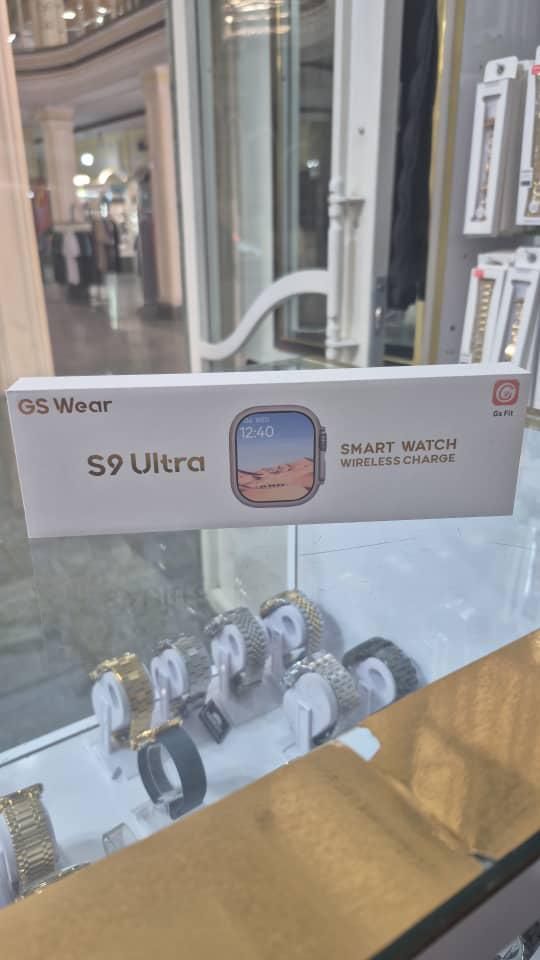 GS Wear
Gs Fit
S9 Ultra
12:40
SMART WATCH
WIRELESS CHARGE